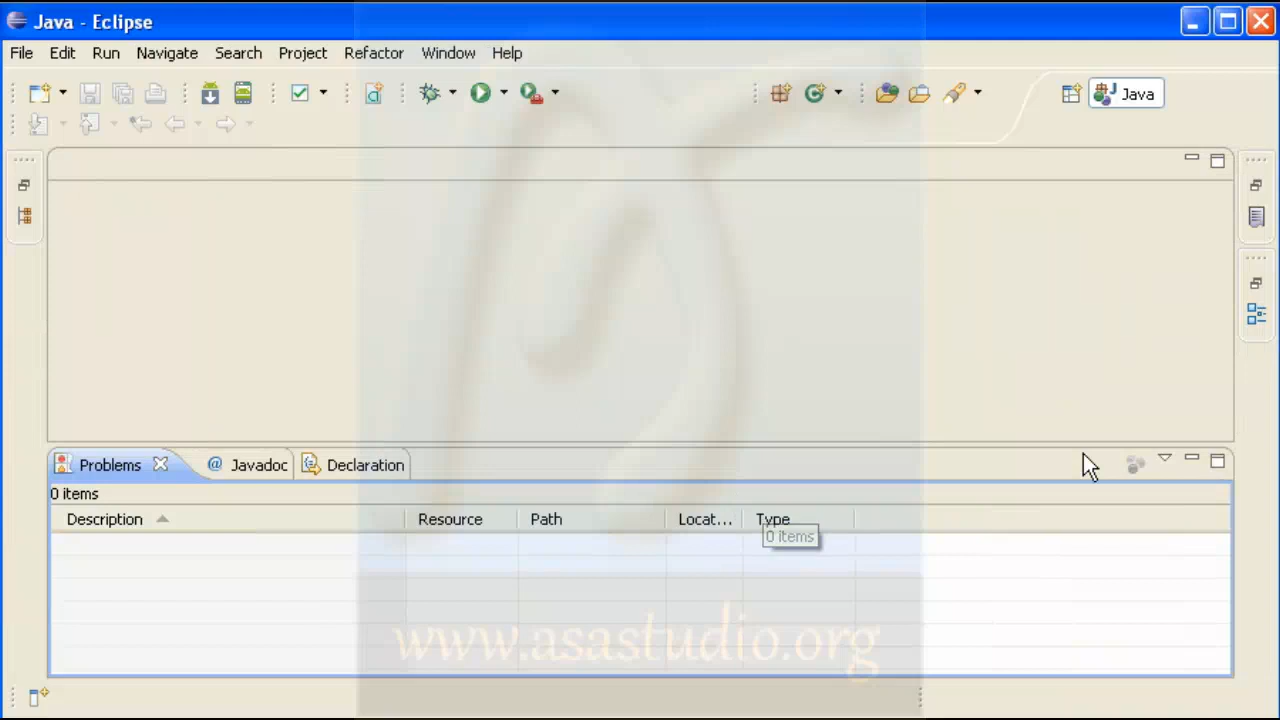 Java - Eclipse
File Edit Run Navigate Search Project Refactor Window Help
Java
Problems Javadoc Declaration
0 items
Description Resource Path Locat... Type
0 items
www.asastudio.org